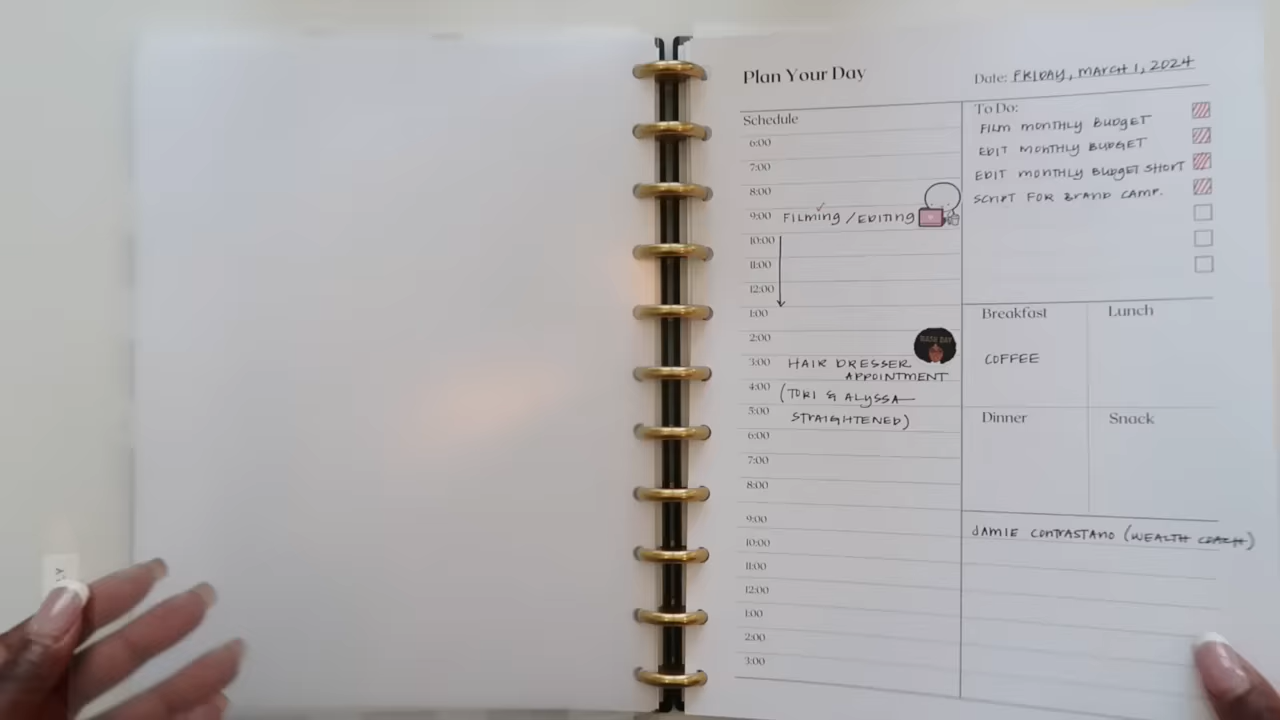 Plan Your Day
Date: FRIDAY, MARCH 1, 2024
Schedule
6:00
7:00
8:00
9:00 FILMING / EDITING
10:00
11:00
12:00
1:00
2:00
3:00 HAIR DRESSER
APPOINTMENT
4:00 (TORI & ALYSSA
5:00 STRAIGHTENED)
6:00
7:00
8:00
9:00
10:00
11:00
12:00
1:00
2:00
3:00
To Do:
FILM MONTHLY BUDGET
EDIT MONTHLY BUDGET
EDIT MONTHLY BUDGET SHORT
SCRIPT FOR BRAND CAMP.
Breakfast
COFFEE
Lunch
Dinner
Snack
JAMIE CONTRASTANO (WEALTH COACH)
WASH DAY